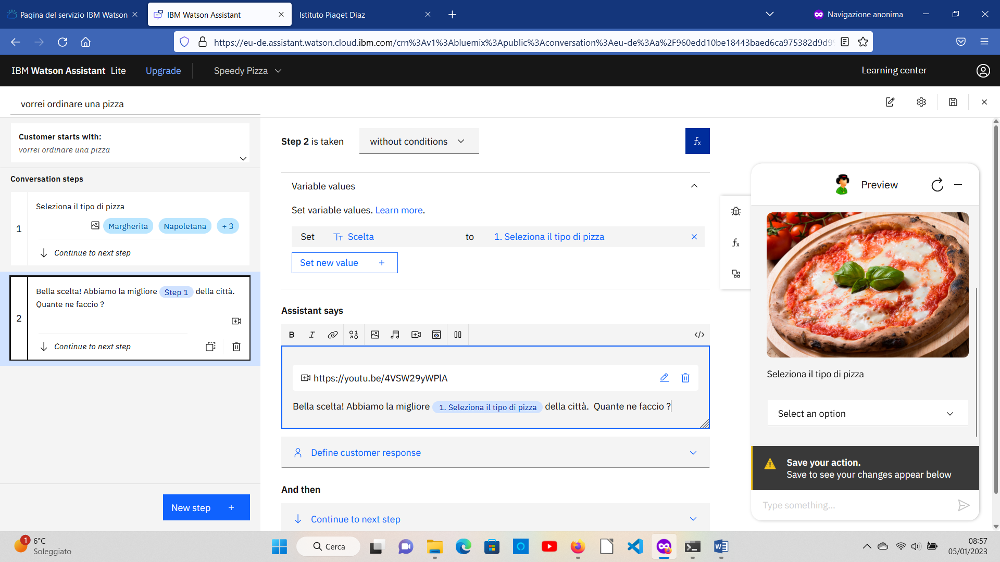 Pagina del servizio IBM Watson
IBM Watson Assistant
Istituto Piaget Diaz
Navigazione anonima
https://eu-de.assistant.watson.cloud.ibm.com/crn%3Av1%3Abluemix%3Apublic%3Aconversation%3Aeu-de%3Aa%2F960edd10be18443baed6ca975382d9d9
IBM Watson Assistant Lite
Upgrade
Speedy Pizza
Learning center
vorrei ordinare una pizza
Customer starts with:
vorrei ordinare una pizza
Conversation steps
1
Seleziona il tipo di pizza
Margherita
Napoletana
+ 3
Continue to next step
2
Bella scelta! Abbiamo la migliore Step 1 della città.
Quante ne faccio ?
Continue to next step
New step +
Step 2 is taken
without conditions
fx
Variable values
Set variable values. Learn more.
Set Tт Scelta to 1. Seleziona il tipo di pizza
Set new value +
Assistant says
B I
</>
https://youtu.be/4VSW29yWPlA
Bella scelta! Abbiamo la migliore 1. Seleziona il tipo di pizza della città. Quante ne faccio ?
Define customer response
And then
Continue to next step
fx
Preview
Seleziona il tipo di pizza
Select an option
Save your action.
Save to see your changes appear below
Type something...
1
6°C
Soleggiato
Cerca
08:57
05/01/2023